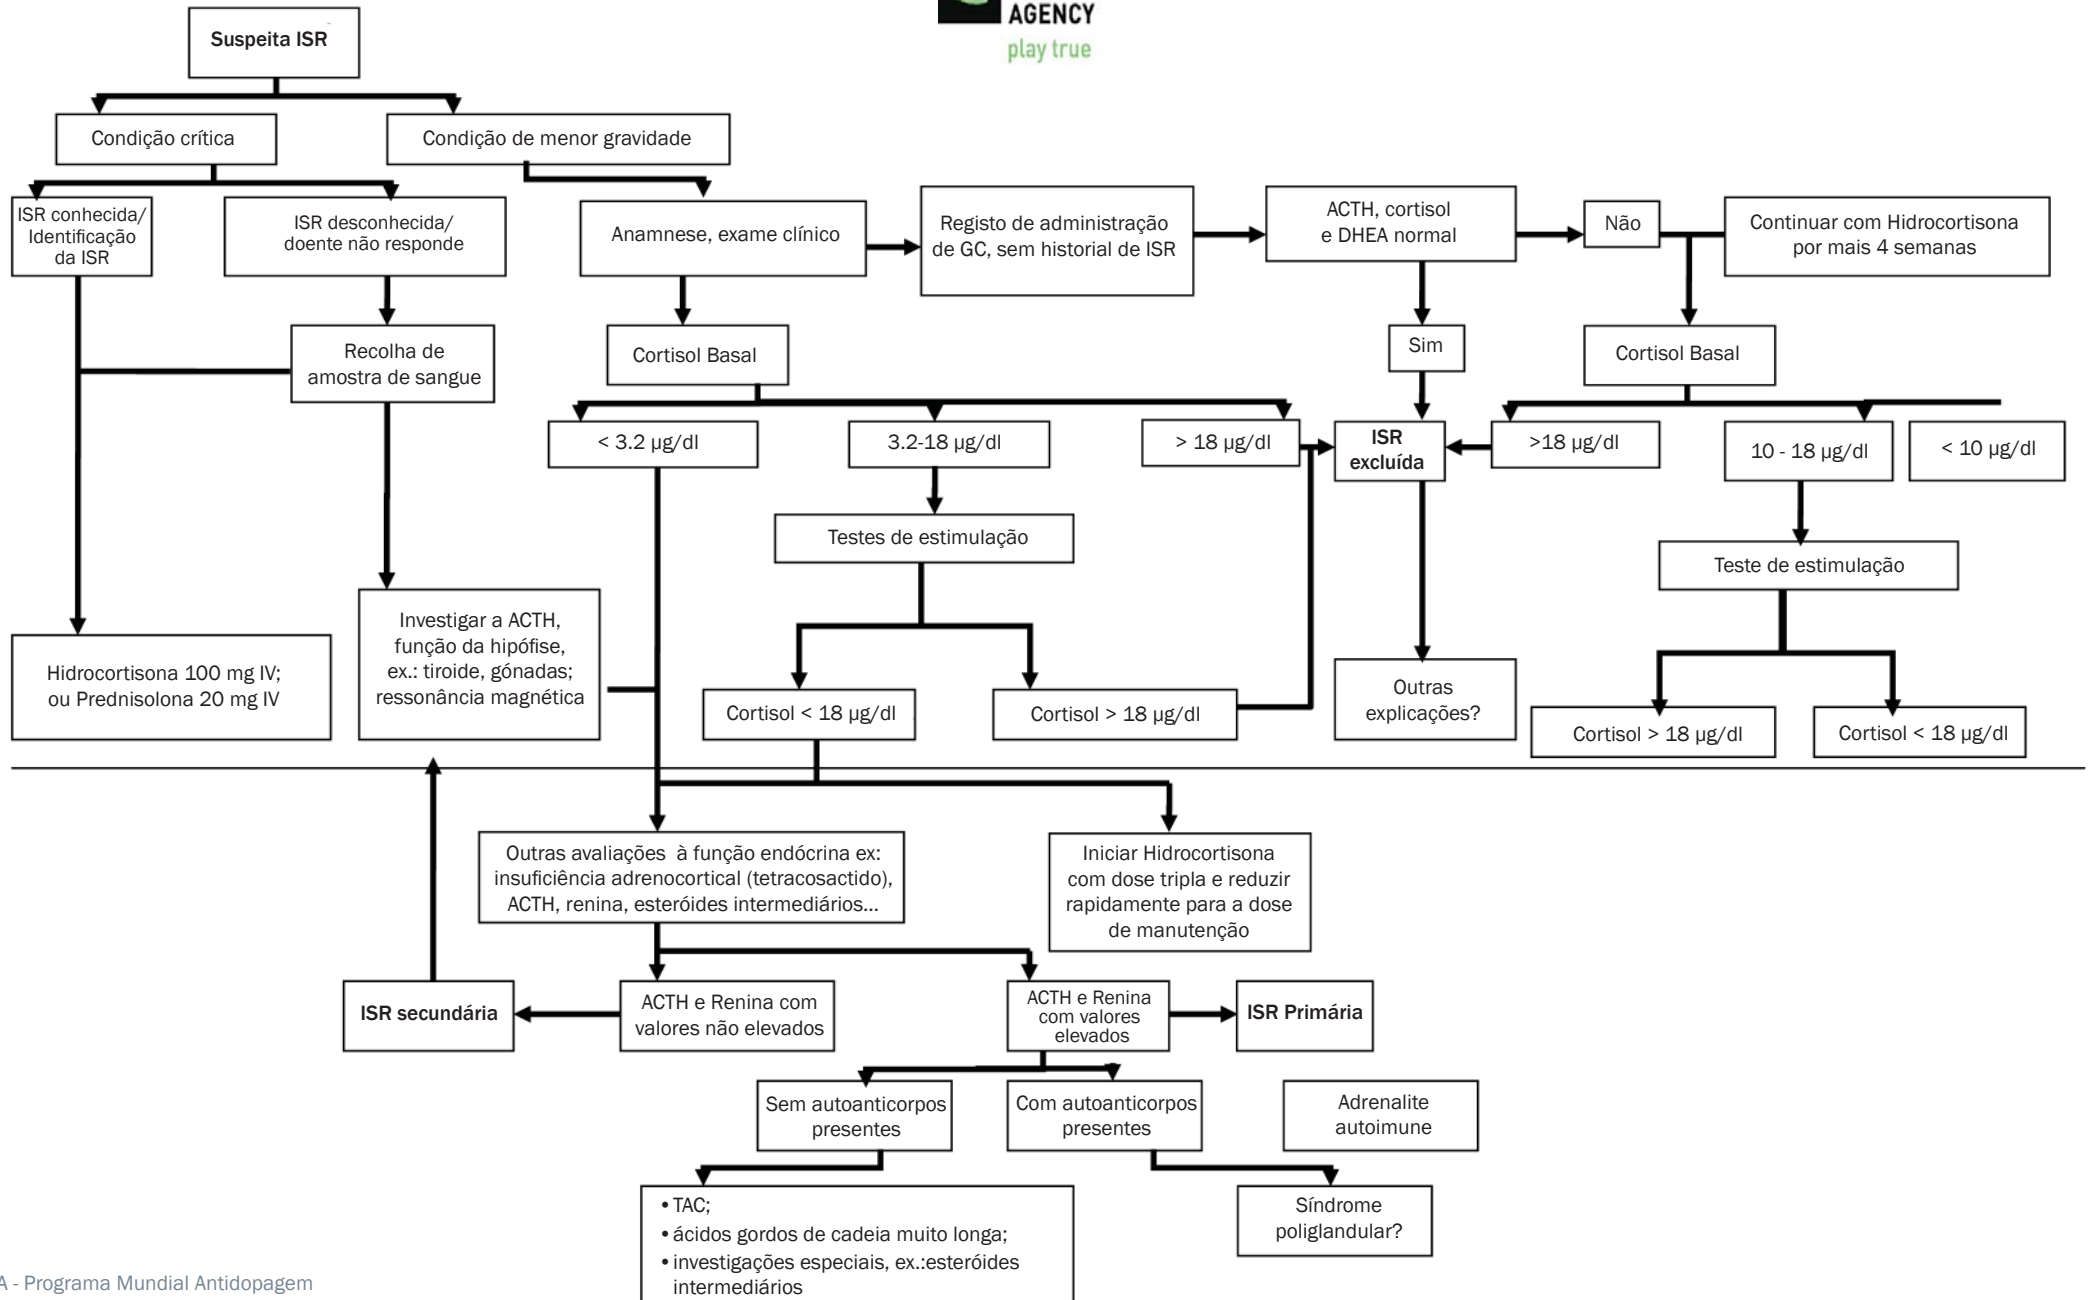 AGENCY
play true
Suspeita ISR
Condição crítica
Condição de menor gravidade
ISR conhecida/
Identificação
da ISR
ISR desconhecida/
doente não responde
Anamnese, exame clínico
Registo de administração
de GC, sem historial de ISR
ACTH, cortisol
e DHEA normal
Não
Continuar com Hidrocortisona
por mais 4 semanas
Recolha de
amostra de sangue
Cortisol Basal
Sim
Cortisol Basal
< 3.2 µg/dl
3.2-18 µg/dl
> 18 µg/dl
ISR
excluída
>18 µg/dl
10 - 18 µg/dl
< 10 µg/dl
Testes de estimulação
Teste de estimulação
Hidrocortisona 100 mg IV;
ou Prednisolona 20 mg IV
Investigar a ACTH,
função da hipófise,
ex.: tiroide, gónadas;
ressonância magnética
Cortisol < 18 µg/dl
Cortisol > 18 µg/dl
Outras
explicações?
Cortisol > 18 µg/dl
Cortisol < 18 µg/dl
Outras avaliações à função endócrina ex:
insuficiência adrenocortical (tetracosactido),
ACTH, renina, esteróides intermediários...
Iniciar Hidrocortisona
com dose tripla e reduzir
rapidamente para a dose
de manutenção
ISR secundária
ACTH e Renina com
valores não elevados
ACTH e Renina
com valores
elevados
ISR Primária
Sem autoanticorpos
presentes
Com autoanticorpos
presentes
Adrenalite
autoimune
• TAC;
• ácidos gordos de cadeia muito longa;
• investigações especiais, ex.:esteróides
intermediários
Síndrome
poliglandular?
A - Programa Mundial Antidopagem